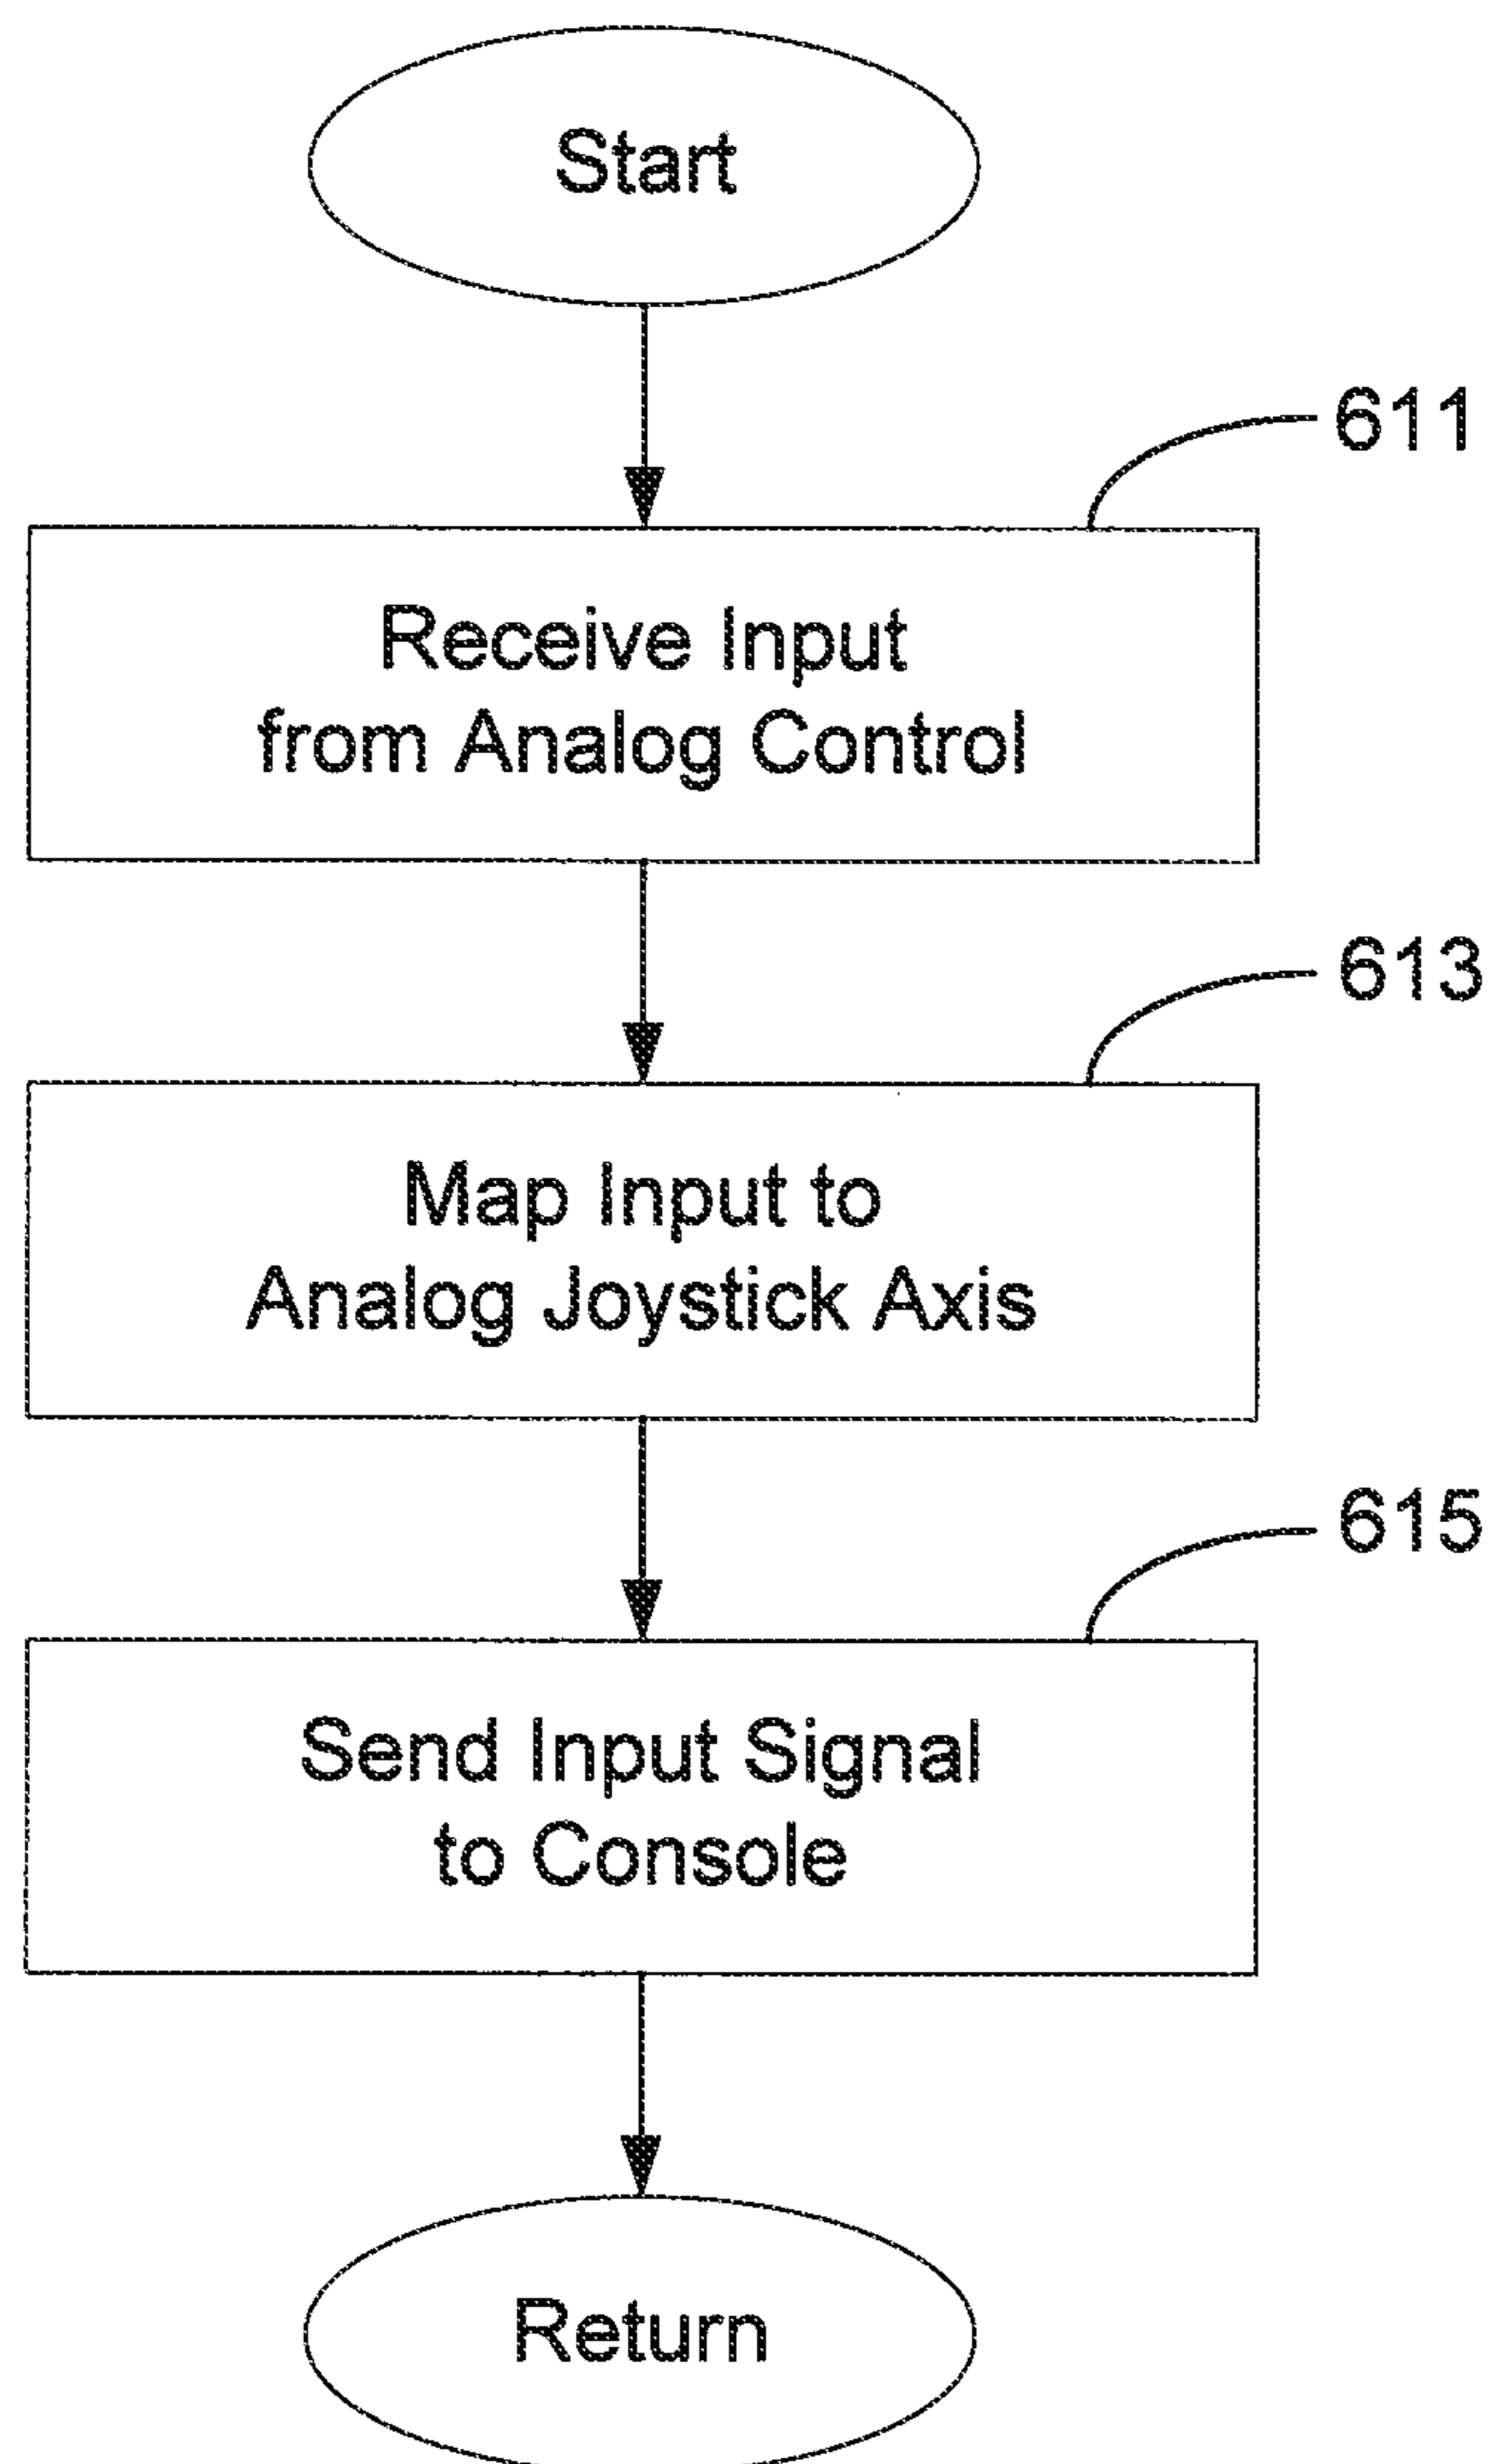 Start
611
Receive Input
from Analog Control
613
Map Input to
Analog Joystick Axis
615
Send Input Signal
to Console
Return